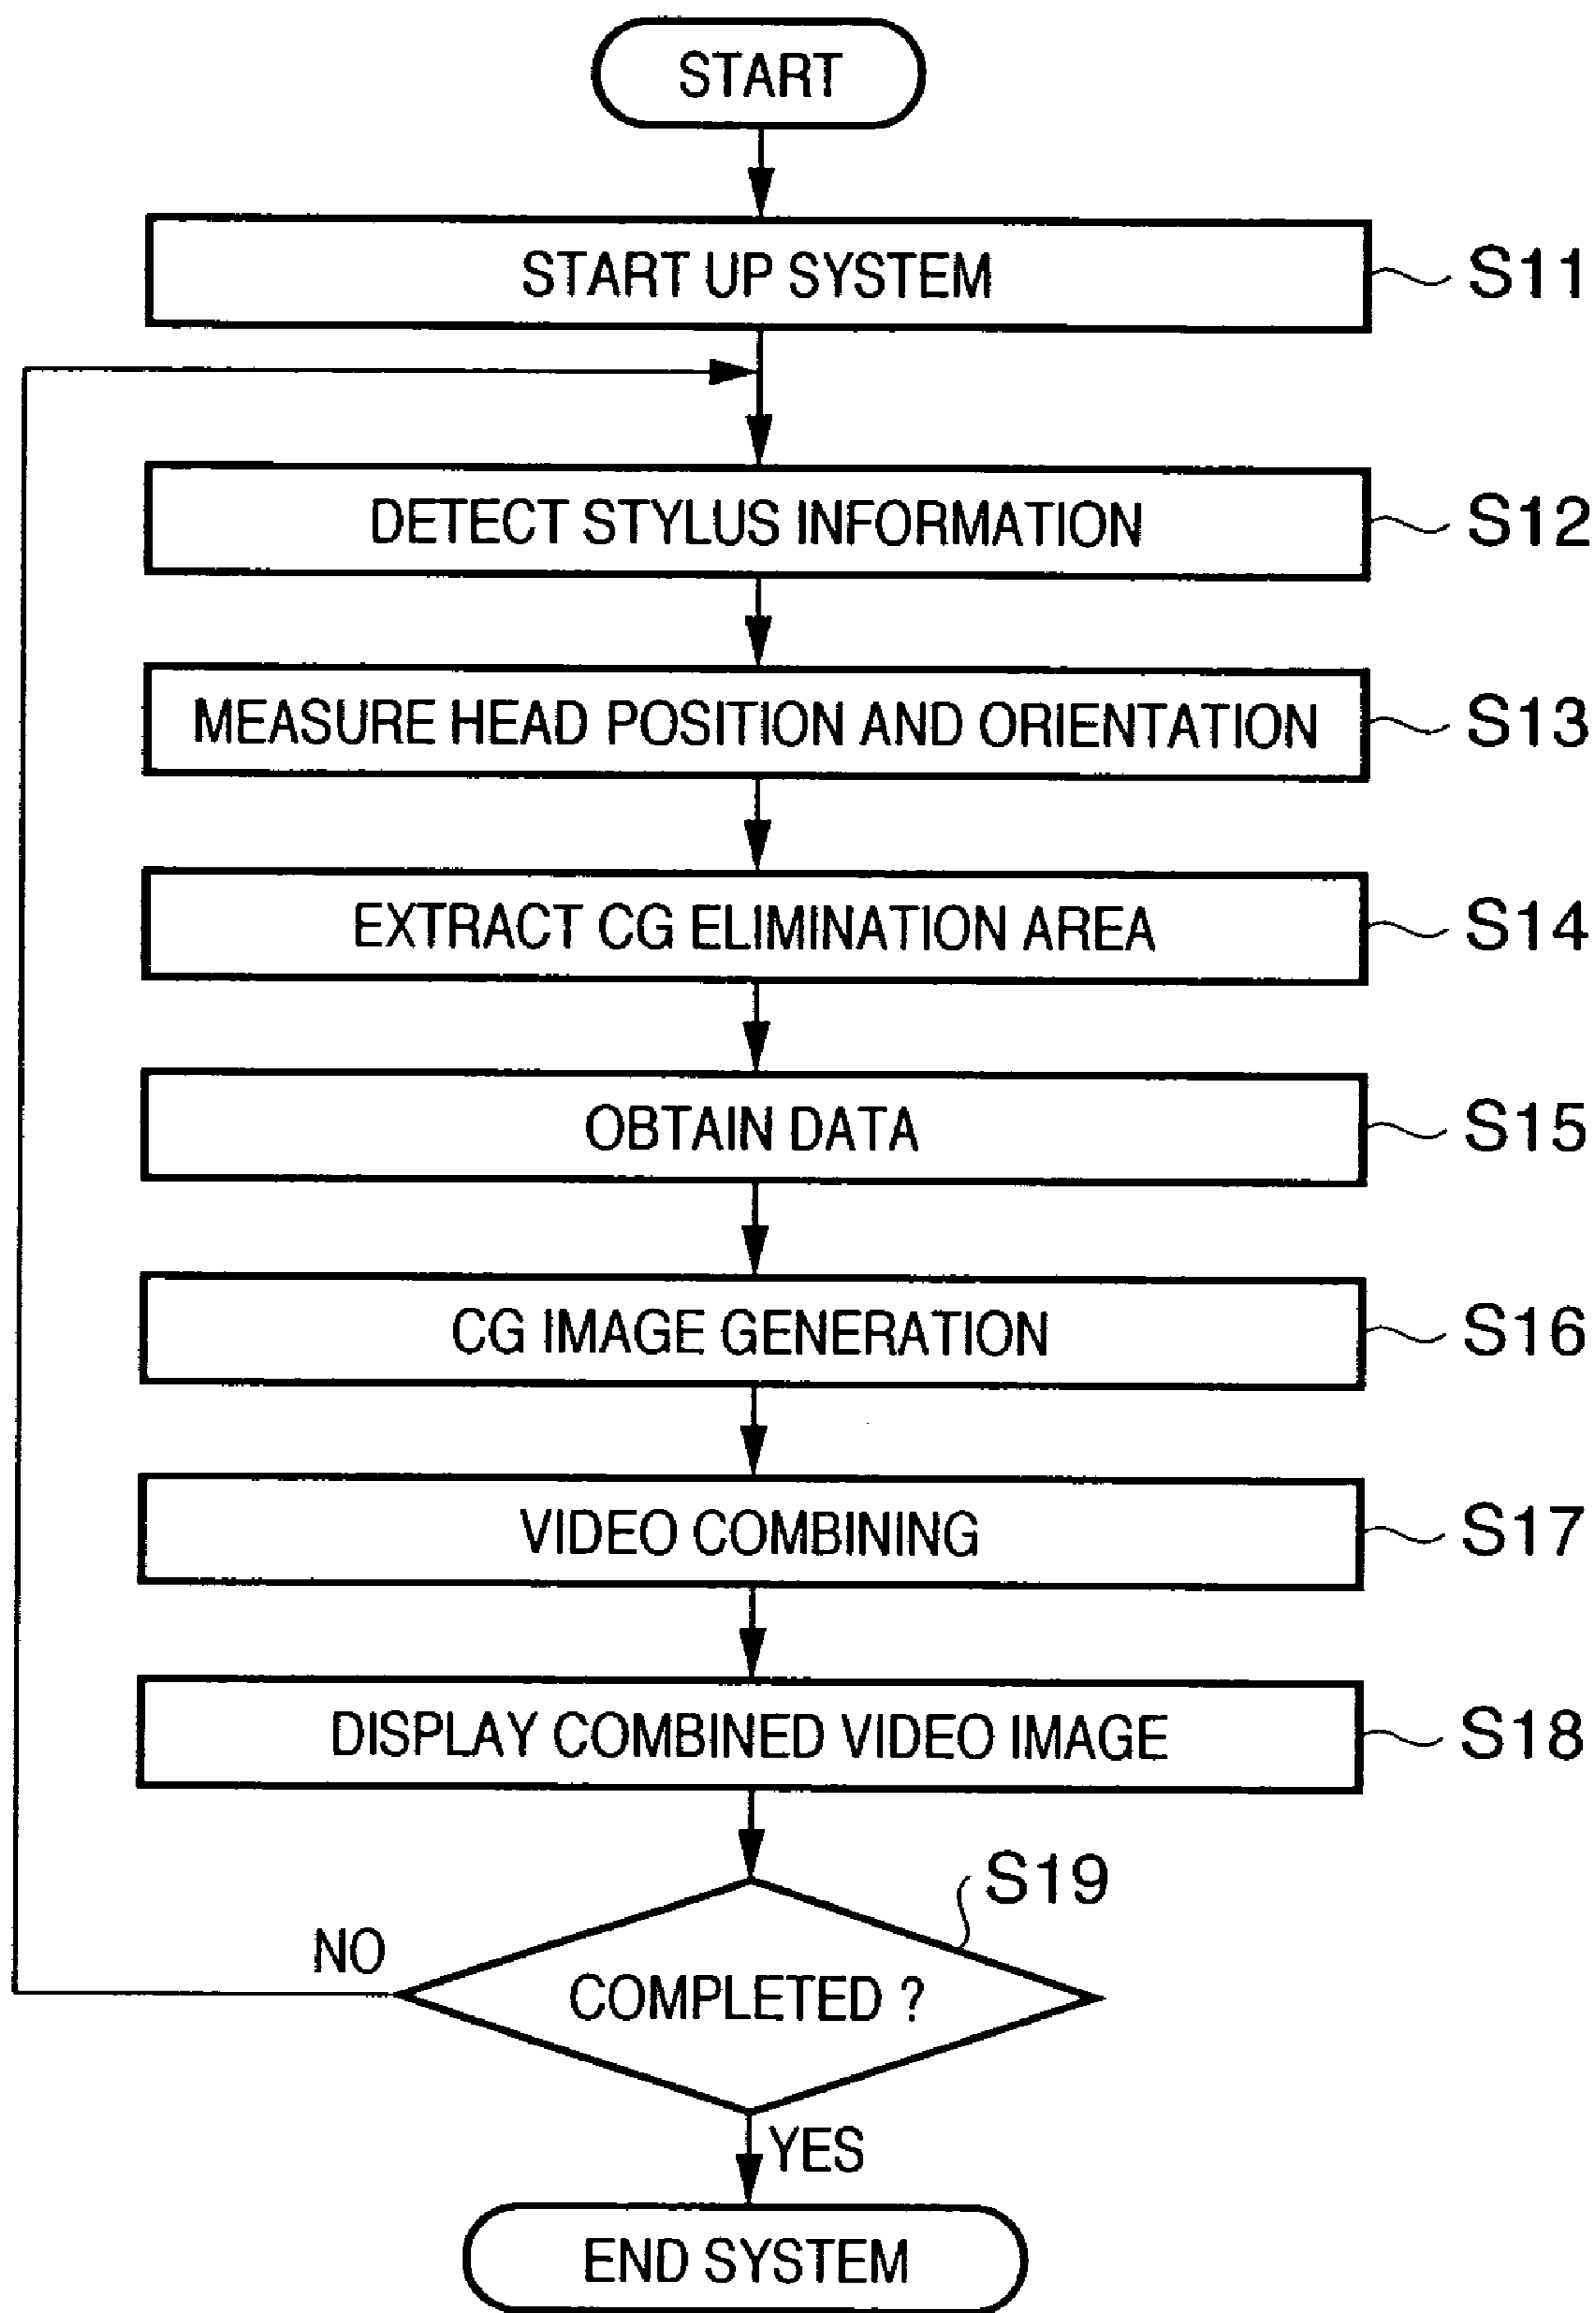 START
START UP SYSTEM
S11
DETECT STYLUS INFORMATION
S12
MEASURE HEAD POSITION AND ORIENTATION
S13
EXTRACT CG ELIMINATION AREA
S14
OBTAIN DATA
S15
CG IMAGE GENERATION
S16
VIDEO COMBINING
S17
DISPLAY COMBINED VIDEO IMAGE
S18
S19
NO
COMPLETED ?
YES
END SYSTEM